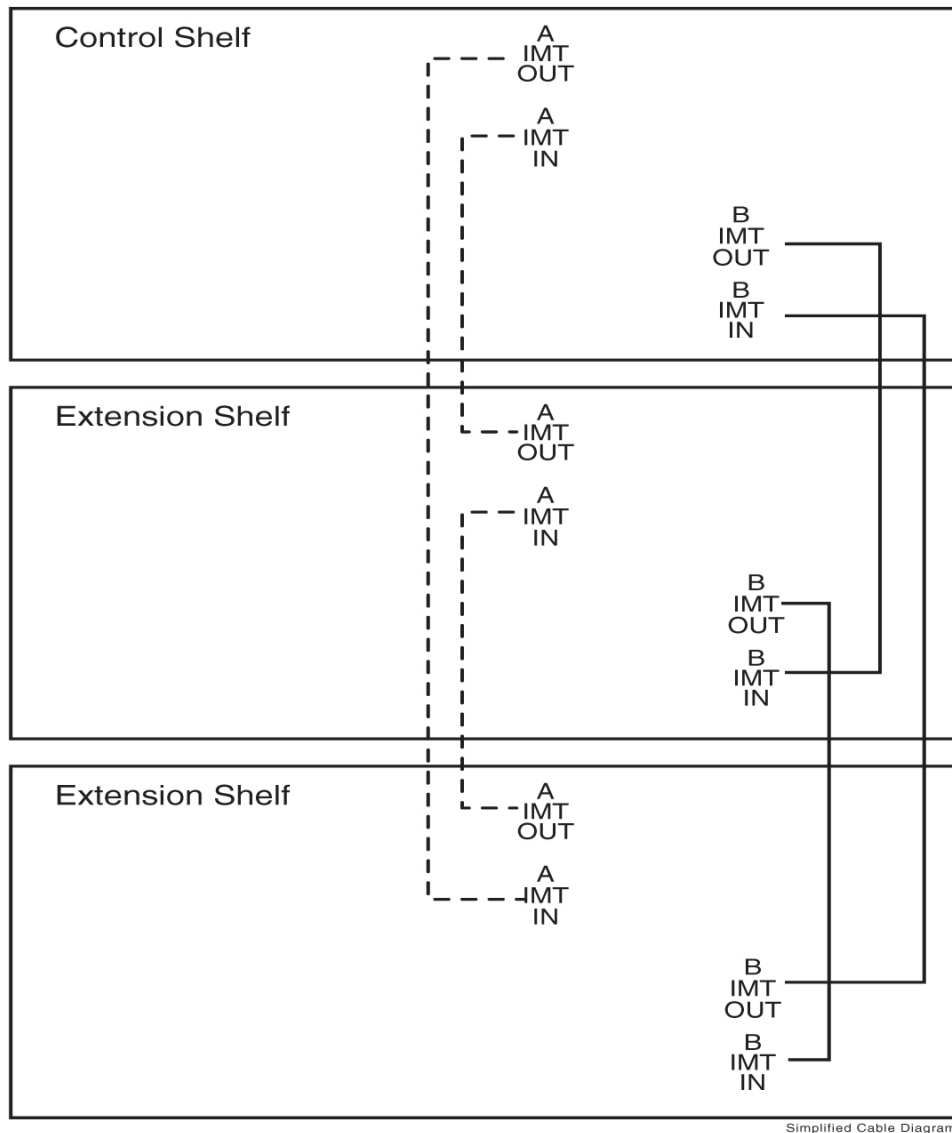 Control Shelf
A
IMT
OUT
A
IMT
IN
B
IMT
OUT
B
IMT
IN
Extension Shelf
A
IMT
OUT
A
IMT
IN
B
IMT
OUT
B
IMT
IN
Extension Shelf
A
IMT
OUT
A
IMT
IN
B
IMT
OUT
B
IMT
IN
Simplified Cable Diagram